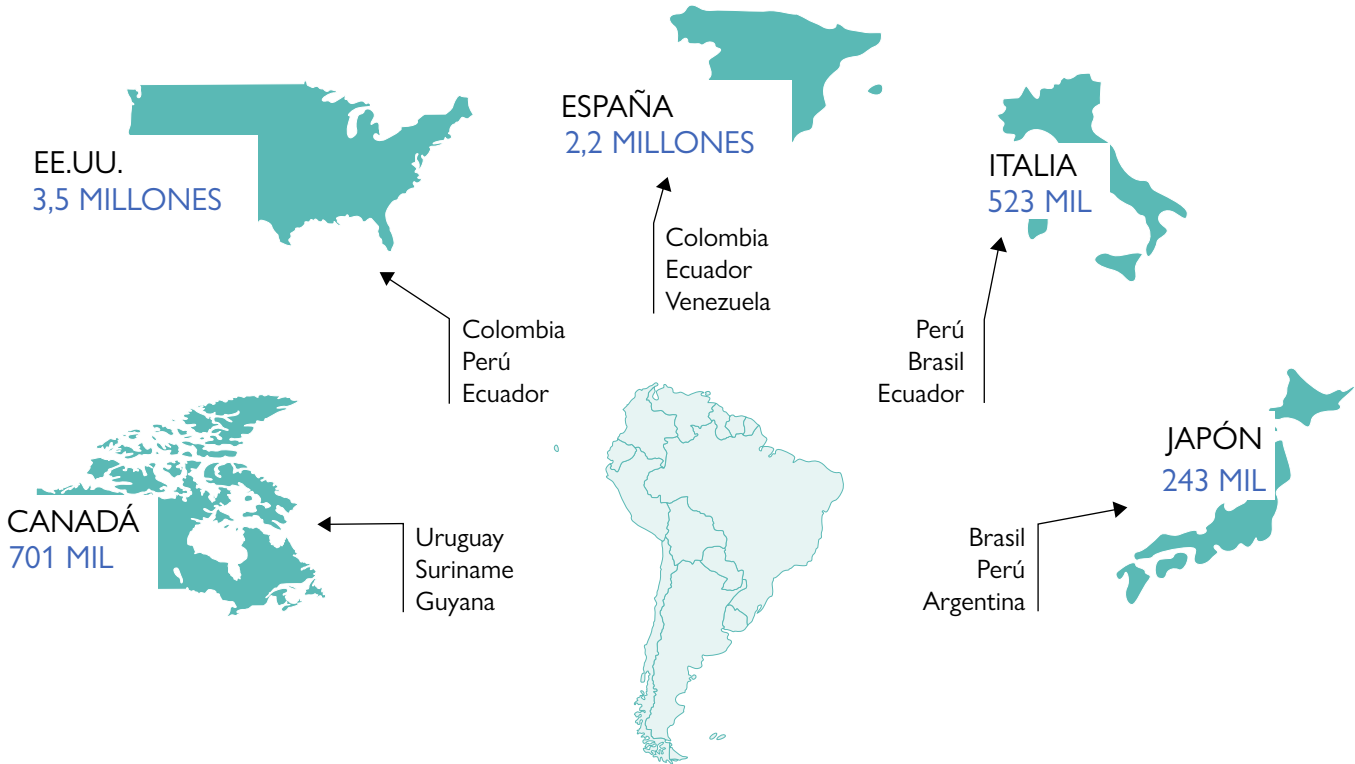 ESPAÑA
2,2 MILLONES
EE.UU.
3,5 MILLONES
ITALIA
523 MIL
Colombia
Ecuador
Venezuela
Colombia
Perú
Ecuador
Perú
Brasil
Ecuador
JAPÓN
243 MIL
CANADÁ
701 MIL
Uruguay
Suriname
Guyana
Brasil
Perú
Argentina